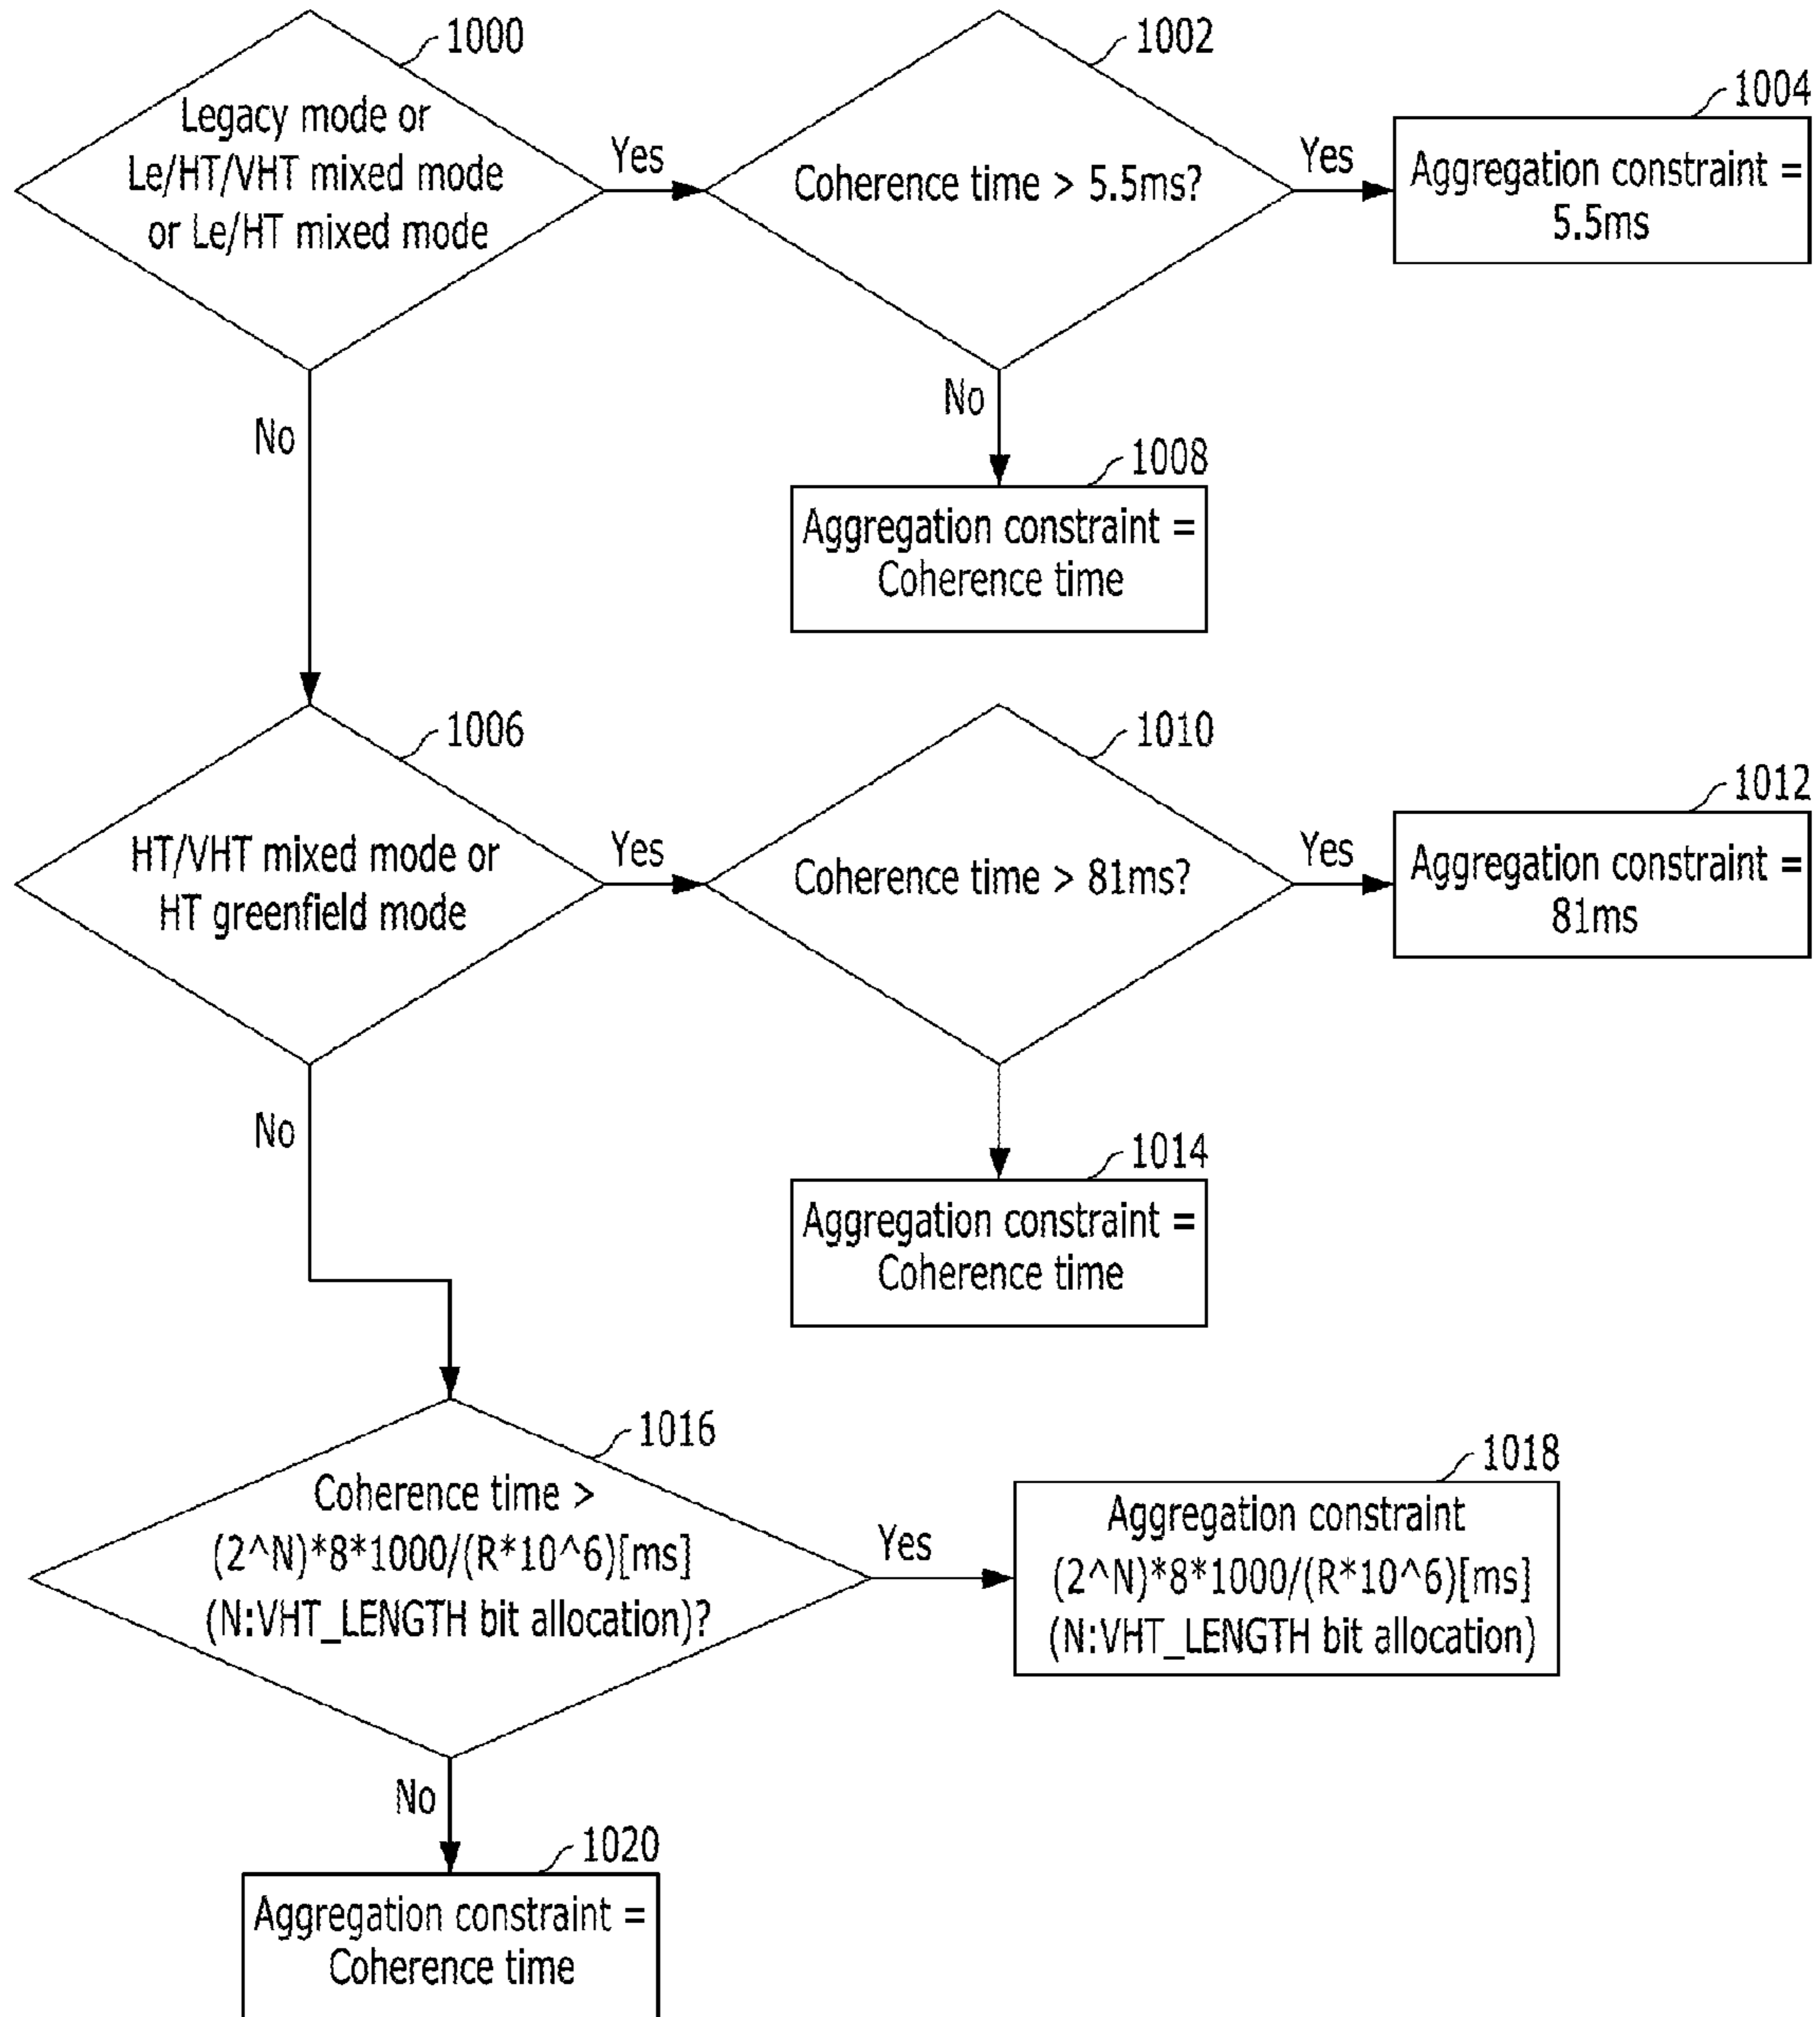 1000
Legacy mode or
Le/HT/VHT mixed mode
or Le/HT mixed mode
Yes
No
1002
Coherence time > 5.5ms?
Yes
No
1004
Aggregation constraint =
5.5ms
1008
Aggregation constraint =
Coherence time
1006
HT/VHT mixed mode or
HT greenfield mode
Yes
No
1010
Coherence time > 81ms?
Yes
1012
Aggregation constraint =
81ms
1014
Aggregation constraint =
Coherence time
1016
Coherence time >
(2^N)*8*1000/(R*10^6)[ms]
(N:VHT_LENGTH bit allocation)?
Yes
No
1018
Aggregation constraint
(2^N)*8*1000/(R*10^6)[ms]
(N:VHT_LENGTH bit allocation)
1020
Aggregation constraint =
Coherence time